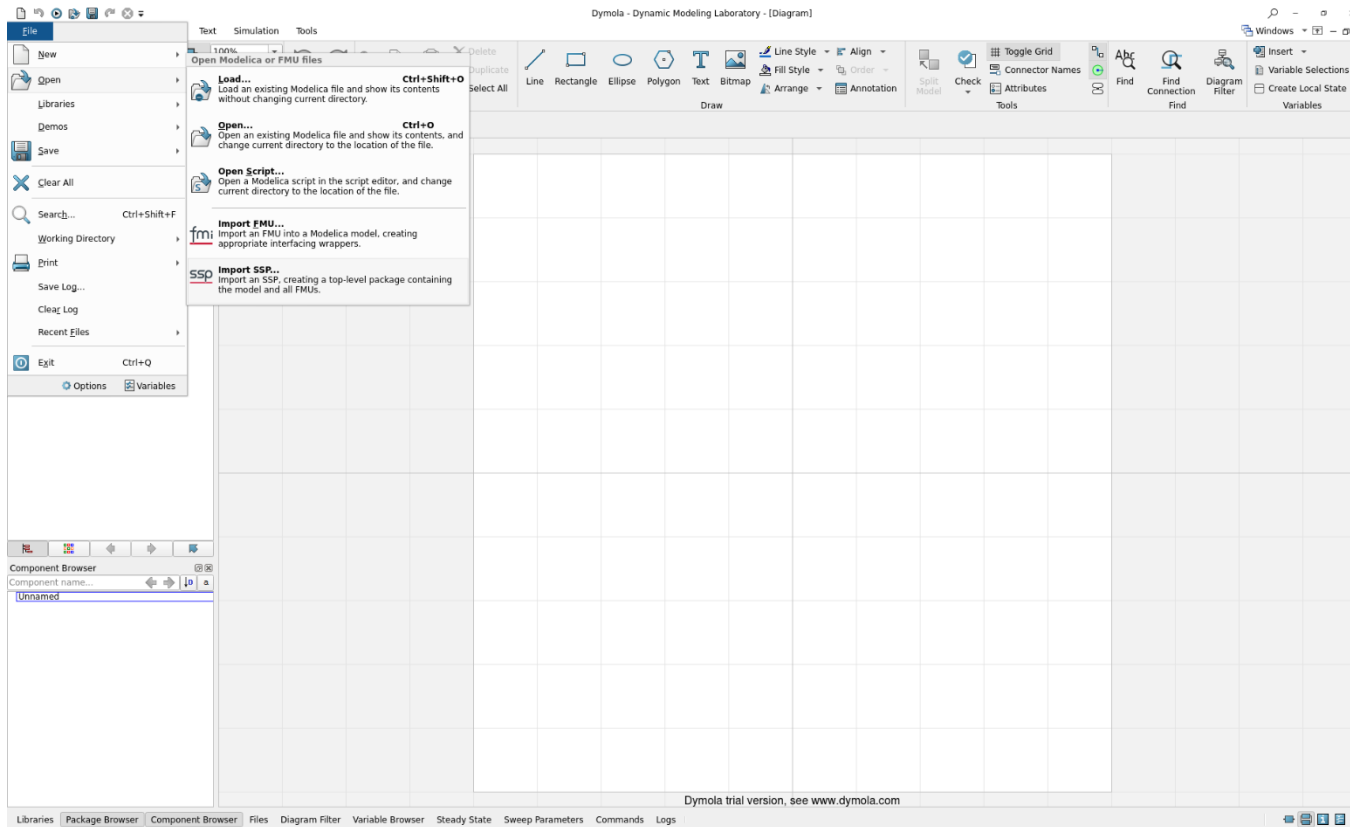 Dymola - Dynamic Modeling Laboratory - [Diagram]
File
Text
Simulation
Tools
Windows
New
Open
Libraries
Demos
Save
Clear All
Search... Ctrl+Shift+F
Working Directory
Print
Save Log...
Clear Log
Recent Files
Exit Ctrl+Q
Options
Variables
100%
Open Modelica or FMU files
Load... Ctrl+Shift+O
Load an existing Modelica file and show its contents
without changing current directory.
Open... Ctrl+O
Open an existing Modelica file and show its contents, and
change current directory to the location of the file.
Open Script...
Open a Modelica script in the script editor, and change
current directory to the location of the file.
fmi
Import FMU...
Import an FMU into a Modelica model, creating
appropriate interfacing wrappers.
ssp
Import SSP...
Import an SSP, creating a top-level package containing
the model and all FMUs.
Delete
Duplicate
Select All
Line
Rectangle
Ellipse
Polygon
Text
Bitmap
Line Style
Fill Style
Arrange
Align
Order
Annotation
Draw
Split
Model
Check
Toggle Grid
Connector Names
Attributes
Tools
Find
Find
Connection
Diagram
Filter
Find
Insert
Variable Selections
Create Local State
Variables
Component Browser
Component name...
Unnamed
Dymola trial version, see www.dymola.com
Libraries
Package Browser
Component Browser
Files
Diagram Filter
Variable Browser
Steady State
Sweep Parameters
Commands
Logs